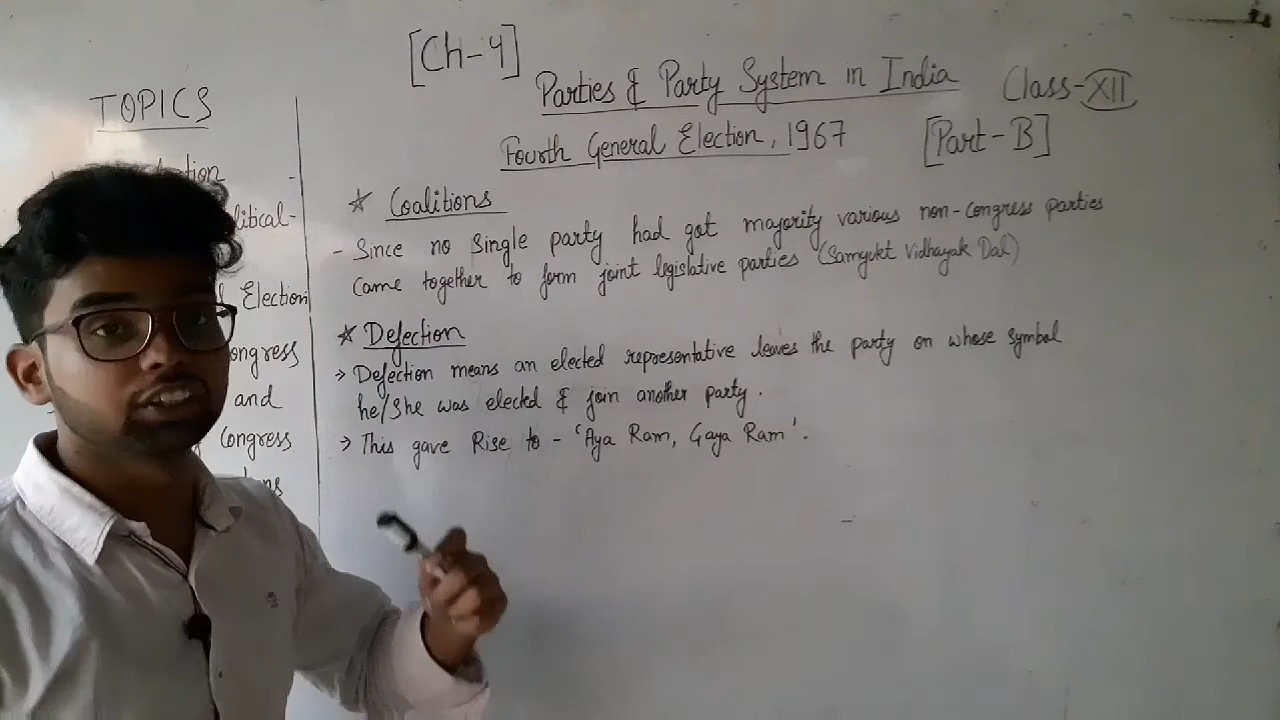 [Ch-4]
Parties & Party System in India
Class-XII
TOPICS
Fourth General Election, 1967
[Part-B]
★ Coalitions
- Since no single party had got majority various non-congress parties
came together to form joint legislative parties (Samyukt Vidhayak Dal)
Election
★ Defection
→ Defection means an elected representative leaves the party on whose symbol
he/she was elected & join another party.
and
→ This gave Rise to - 'Aya Ram, Gaya Ram'.
Congress